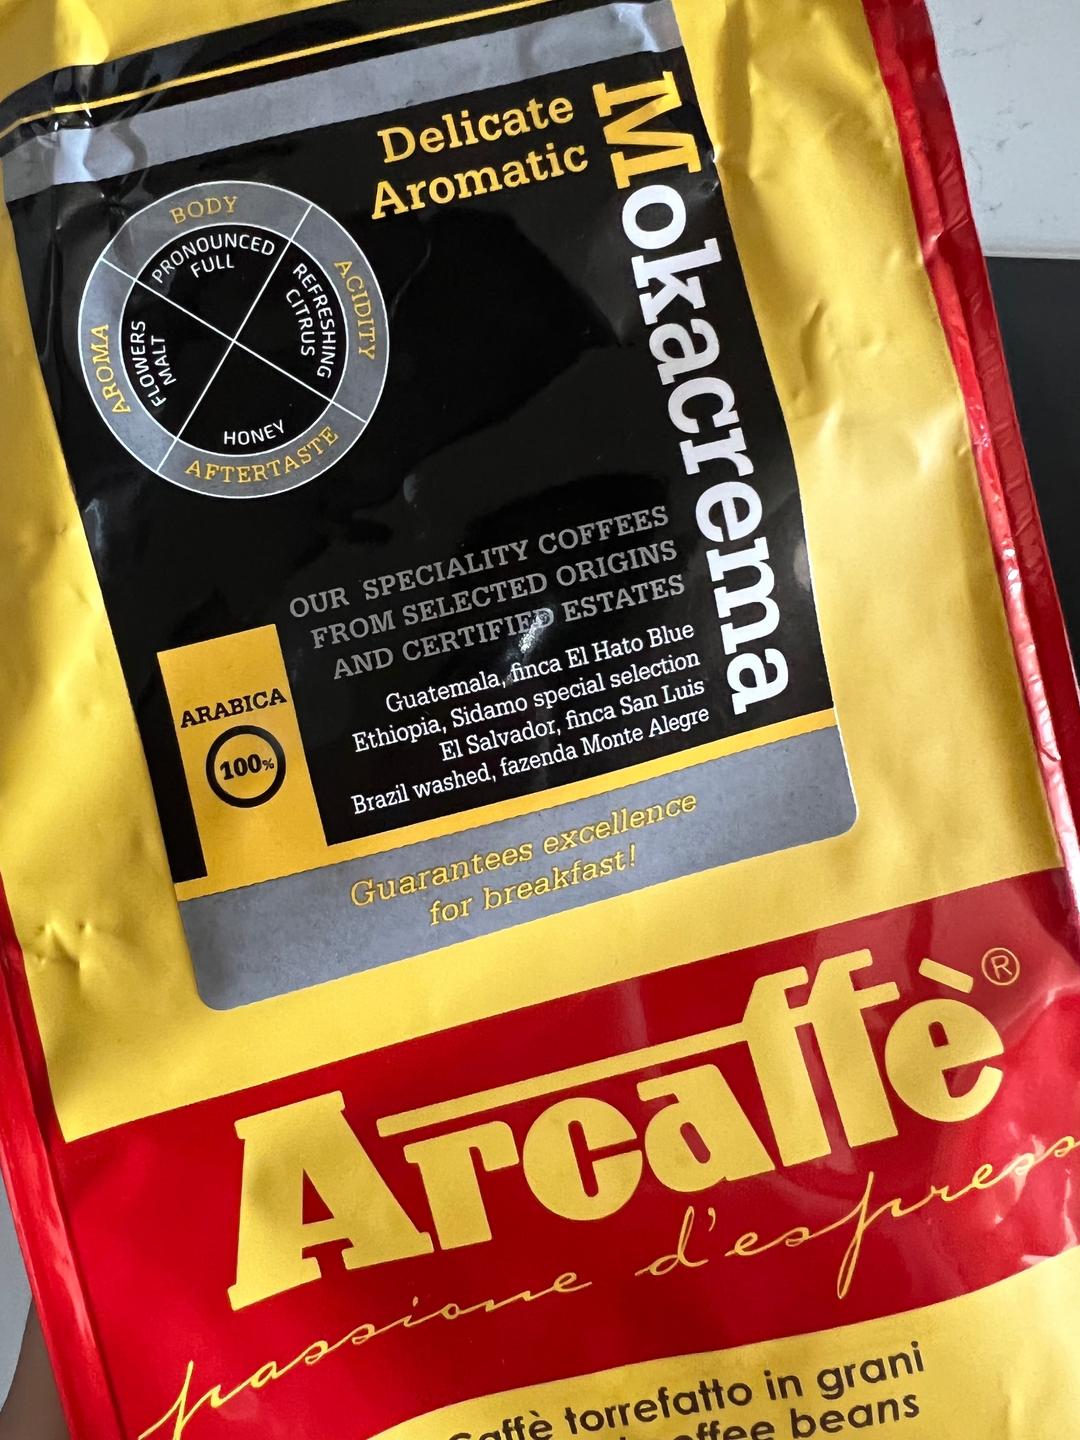 Delicate
Aromatic
Mokacrema
BODY
PRONOUNCED
FULL
ACIDITY
REFRESHING
CITRUS
AROMA
FLOWERS
MALT
HONEY
AFTERTASTE
OUR SPECIALITY COFFEES
FROM SELECTED ORIGINS
AND CERTIFIED ESTATES
Guatemala, finca El Hato Blue
Ethiopia, Sidamo special selection
El Salvador, finca San Luis
Brazil washed, fazenda Monte Alegre
ARABICA
100%
Guarantees excellence
for breakfast!
Arcaffè®
passione d'espress
Caffè torrefatto in grani
coffee beans